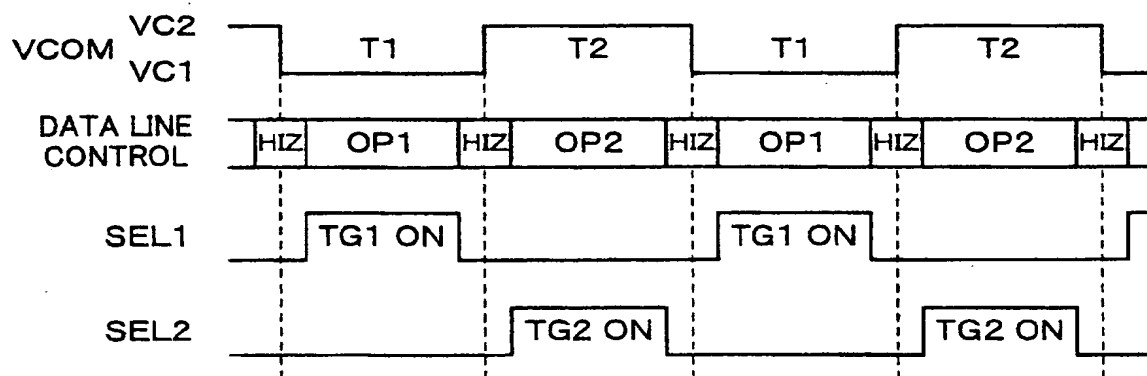 VCOM VC2 T1 T2 T1 T2
VC1
DATA LINE CONTROL HIZ OP1 HIZ OP2 HIZ OP1 HIZ OP2 HIZ
SEL1 TG1 ON TG1 ON
SEL2 TG2 ON TG2 ON